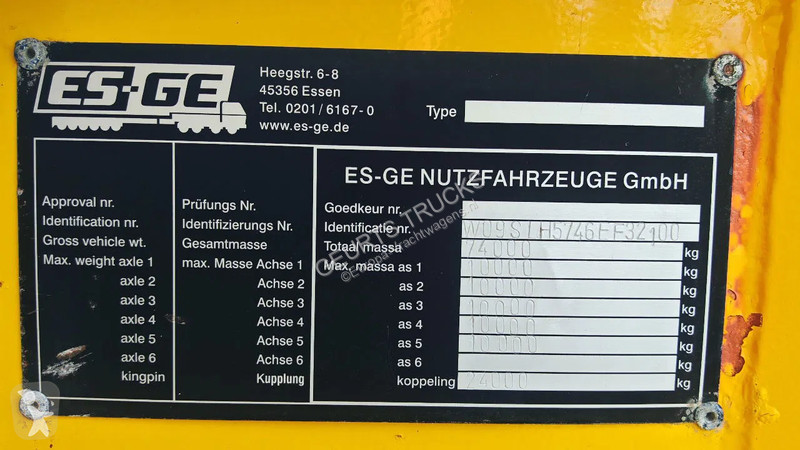 ES-GE
Heegstr. 6-8
45356 Essen
Tel. 0201/6167-0
www.es-ge.de
Type
ES-GE NUTZFAHRZEUGE GmbH
Approval nr. Prüfungs Nr. Goedkeur nr.
Identification nr. Identifizierungs Nr. Identificatie nr.
Gross vehicle wt. Gesamtmasse Totaal massa 74000 kg
Max. weight axle 1 max. Masse Achse 1 Max. massa as 1 10000 kg
axle 2 Achse 2 as 2 10000 kg
axle 3 Achse 3 as 3 10000 kg
axle 4 Achse 4 as 4 10000 kg
axle 5 Achse 5 as 5 10000 kg
axle 6 Achse 6 as 6 kg
kingpin Kupplung koppeling 24000 kg
GEURTS TRUCKS